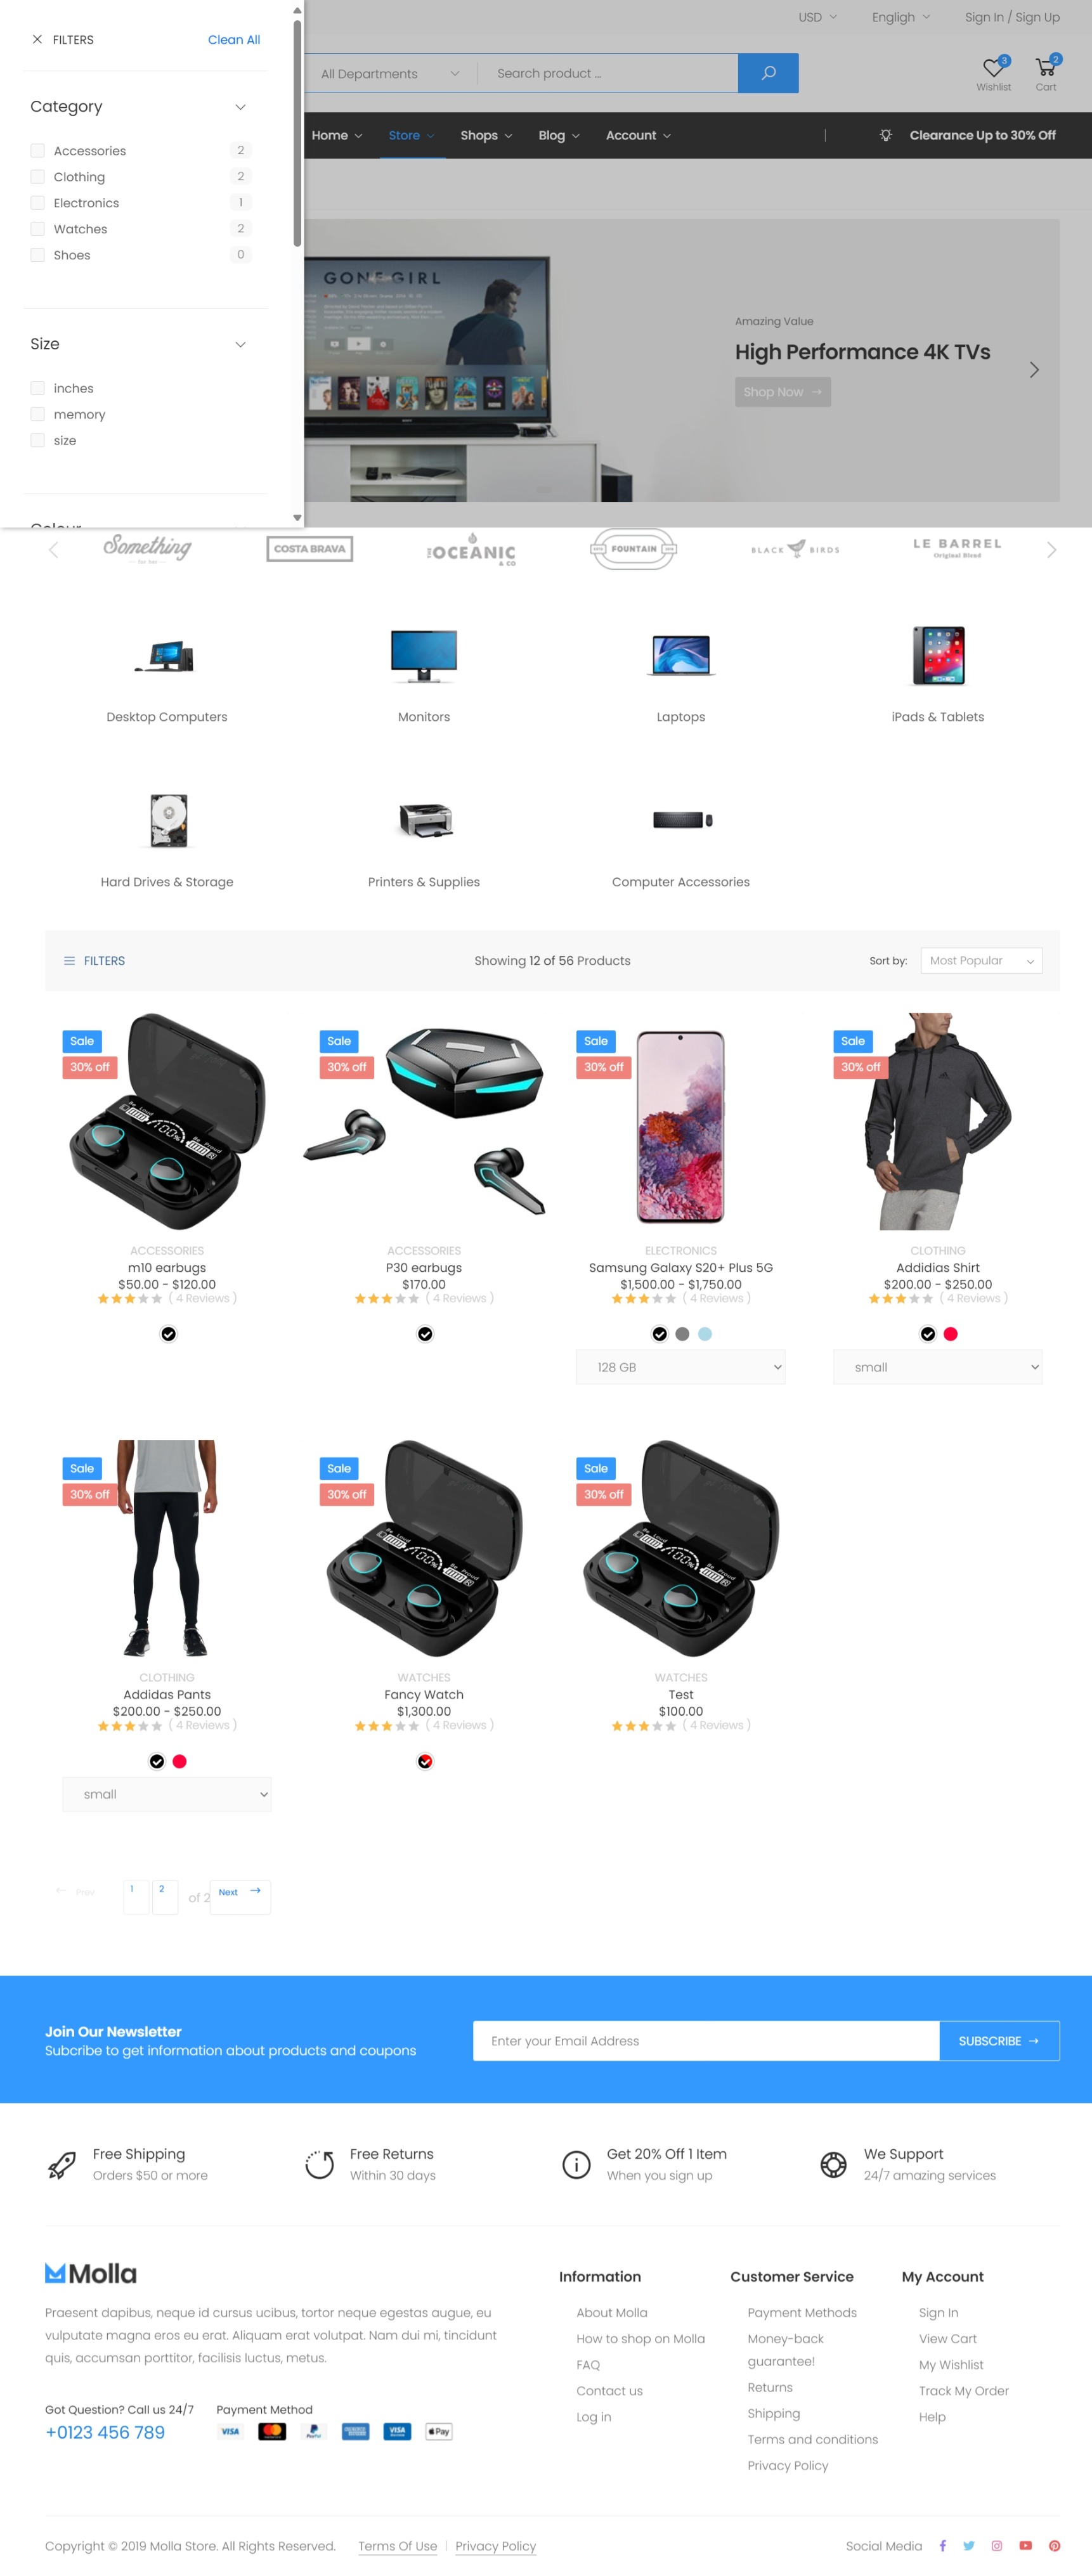 FILTERS
Clean All
USD
Engligh
Sign In / Sign Up
All Departments
Search product ...
3
Wishlist
2
Cart
Category
Accessories 2
Clothing 2
Electronics 1
Watches 2
Shoes 0
Home
Store
Shops
Blog
Account
Clearance Up to 30% Off
GONE GIRL
Amazing Value
High Performance 4K TVs
Shop Now
Size
inches
memory
size
Something
COSTA BRAVA
THE OCEANIC
& CO
FOUNTAIN
BLACK BIRDS
LE BARREL
Original Blend
Desktop Computers
Monitors
Laptops
iPads & Tablets
Hard Drives & Storage
Printers & Supplies
Computer Accessories
FILTERS
Showing 12 of 56 Products
Sort by:
Most Popular
Sale
30% off
Sale
30% off
Sale
30% off
Sale
30% off
ACCESSORIES
m10 earbugs
$50.00 - $120.00
( 4 Reviews )
ACCESSORIES
P30 earbugs
$170.00
( 4 Reviews )
ELECTRONICS
Samsung Galaxy S20+ Plus 5G
$1,500.00 - $1,750.00
( 4 Reviews )
128 GB
CLOTHING
Addidias Shirt
$200.00 - $250.00
( 4 Reviews )
small
Sale
30% off
Sale
30% off
Sale
30% off
CLOTHING
Addidas Pants
$200.00 - $250.00
( 4 Reviews )
small
WATCHES
Fancy Watch
$1,300.00
( 4 Reviews )
WATCHES
Test
$100.00
( 4 Reviews )
Prev
1
2
of 2
Next
Join Our Newsletter
Subcribe to get information about products and coupons
Enter your Email Address
SUBSCRIBE
Free Shipping
Orders $50 or more
Free Returns
Within 30 days
Get 20% Off 1 Item
When you sign up
We Support
24/7 amazing services
Molla
Praesent dapibus, neque id cursus ucibus, tortor neque egestas augue, eu
vulputate magna eros eu erat. Aliquam erat volutpat. Nam dui mi, tincidunt
quis, accumsan porttitor, facilisis luctus, metus.
Got Question? Call us 24/7
+0123 456 789
Payment Method
VISA
PayPal
VISA
Pay
Information
About Molla
How to shop on Molla
FAQ
Contact us
Log in
Customer Service
Payment Methods
Money-back
guarantee!
Returns
Shipping
Terms and conditions
Privacy Policy
My Account
Sign In
View Cart
My Wishlist
Track My Order
Help
Copyright © 2019 Molla Store. All Rights Reserved.
Terms Of Use
Privacy Policy
Social Media